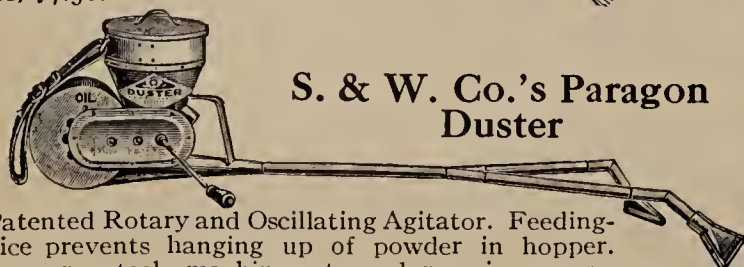 S. & W. Co.'s Paragon
Duster
OIL
DUSTER
Patented Rotary and Oscillating Agitator. Feeding-
ice prevents hanging up of powder in hopper.